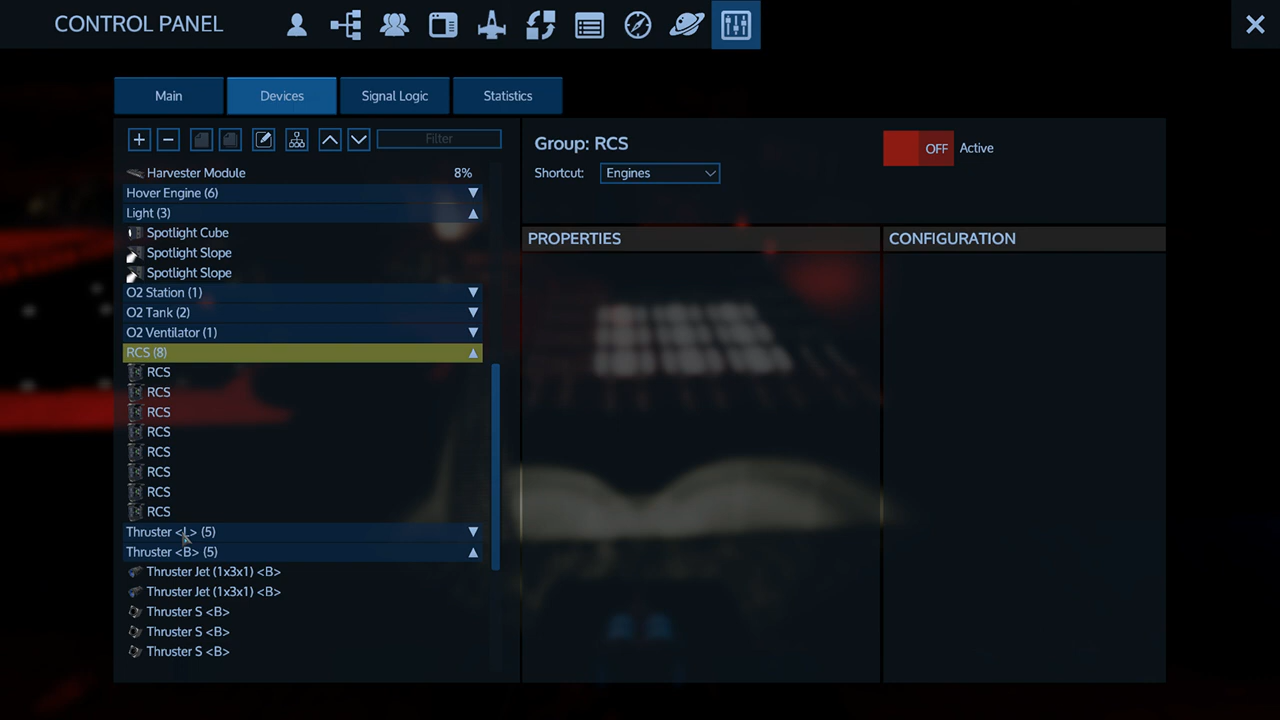 CONTROL PANEL
Main
Devices
Signal Logic
Statistics
Filter
Harvester Module 8%
Hover Engine (6)
Light (3)
Spotlight Cube
Spotlight Slope
Spotlight Slope
O2 Station (1)
O2 Tank (2)
O2 Ventilator (1)
RCS (8)
RCS
RCS
RCS
RCS
RCS
RCS
RCS
RCS
Thruster <L> (5)
Thruster <B> (5)
Thruster Jet (1x3x1) <B>
Thruster Jet (1x3x1) <B>
Thruster S <B>
Thruster S <B>
Thruster S <B>
Group: RCS
OFF Active
Shortcut: Engines
PROPERTIES
CONFIGURATION